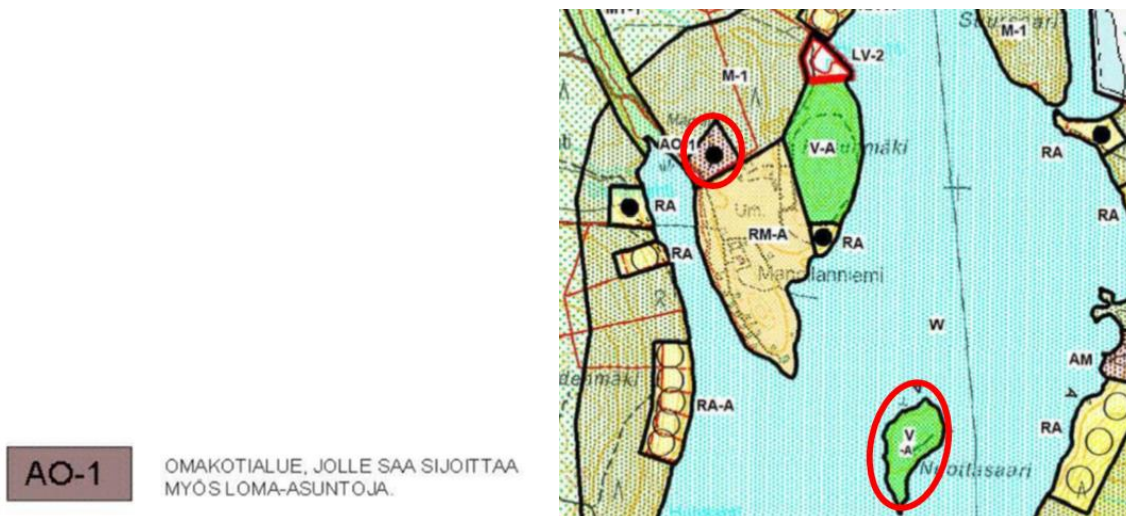 AO-1
OMAKOTIALUE, JOLLE SAA SIJOITTAA
MYÖS LOMA-ASUNTOJA.
M-1
LV-2
M-1
AO-1
V-A
RA
RA
RA
RM-A
RA
RA
Manollanniemi
W
AM
RA-A
RA
V
-A
Nuottasaari